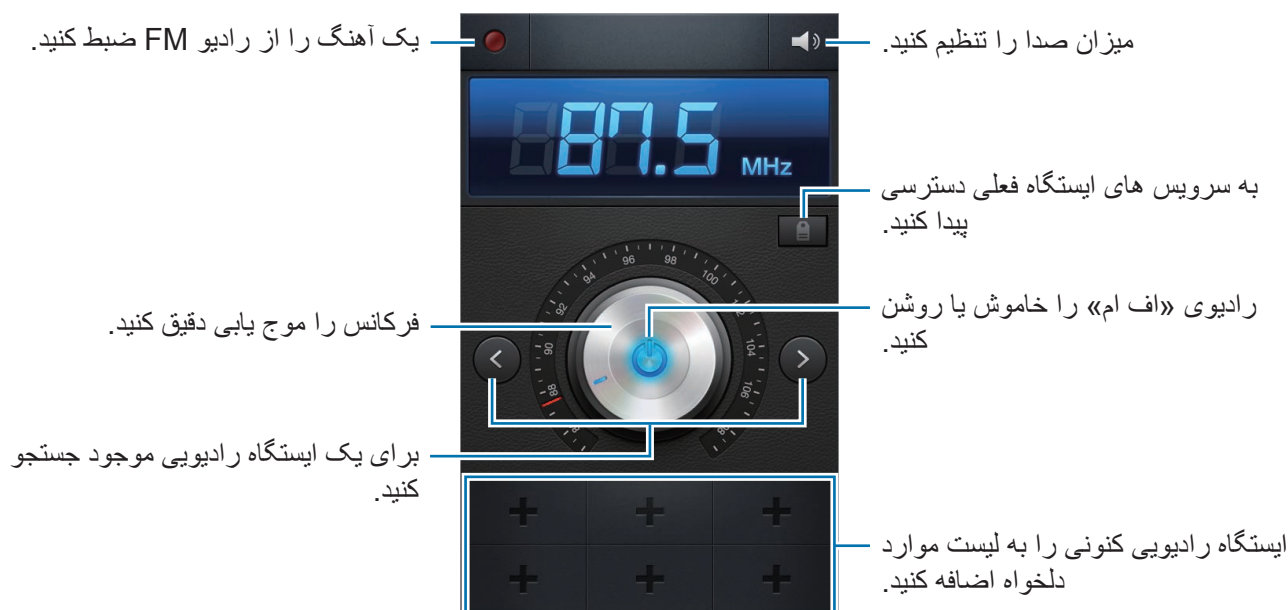 یک آهنگ را از رادیو FM ضبط کنید.
میزان صدا را تنظیم کنید.
87.5 MHz
به سرویس های ایستگاه فعلی دسترسی
پیدا کنید.
رادیوی «اف ام» را خاموش یا روشن
کنید.
فرکانس را موج یابی دقیق کنید.
88 90 92 94 96 98 100 102 104 106
برای یک ایستگاه رادیویی موجود جستجو
کنید.
ایستگاه رادیویی کنونی را به لیست موارد
دلخواه اضافه کنید.